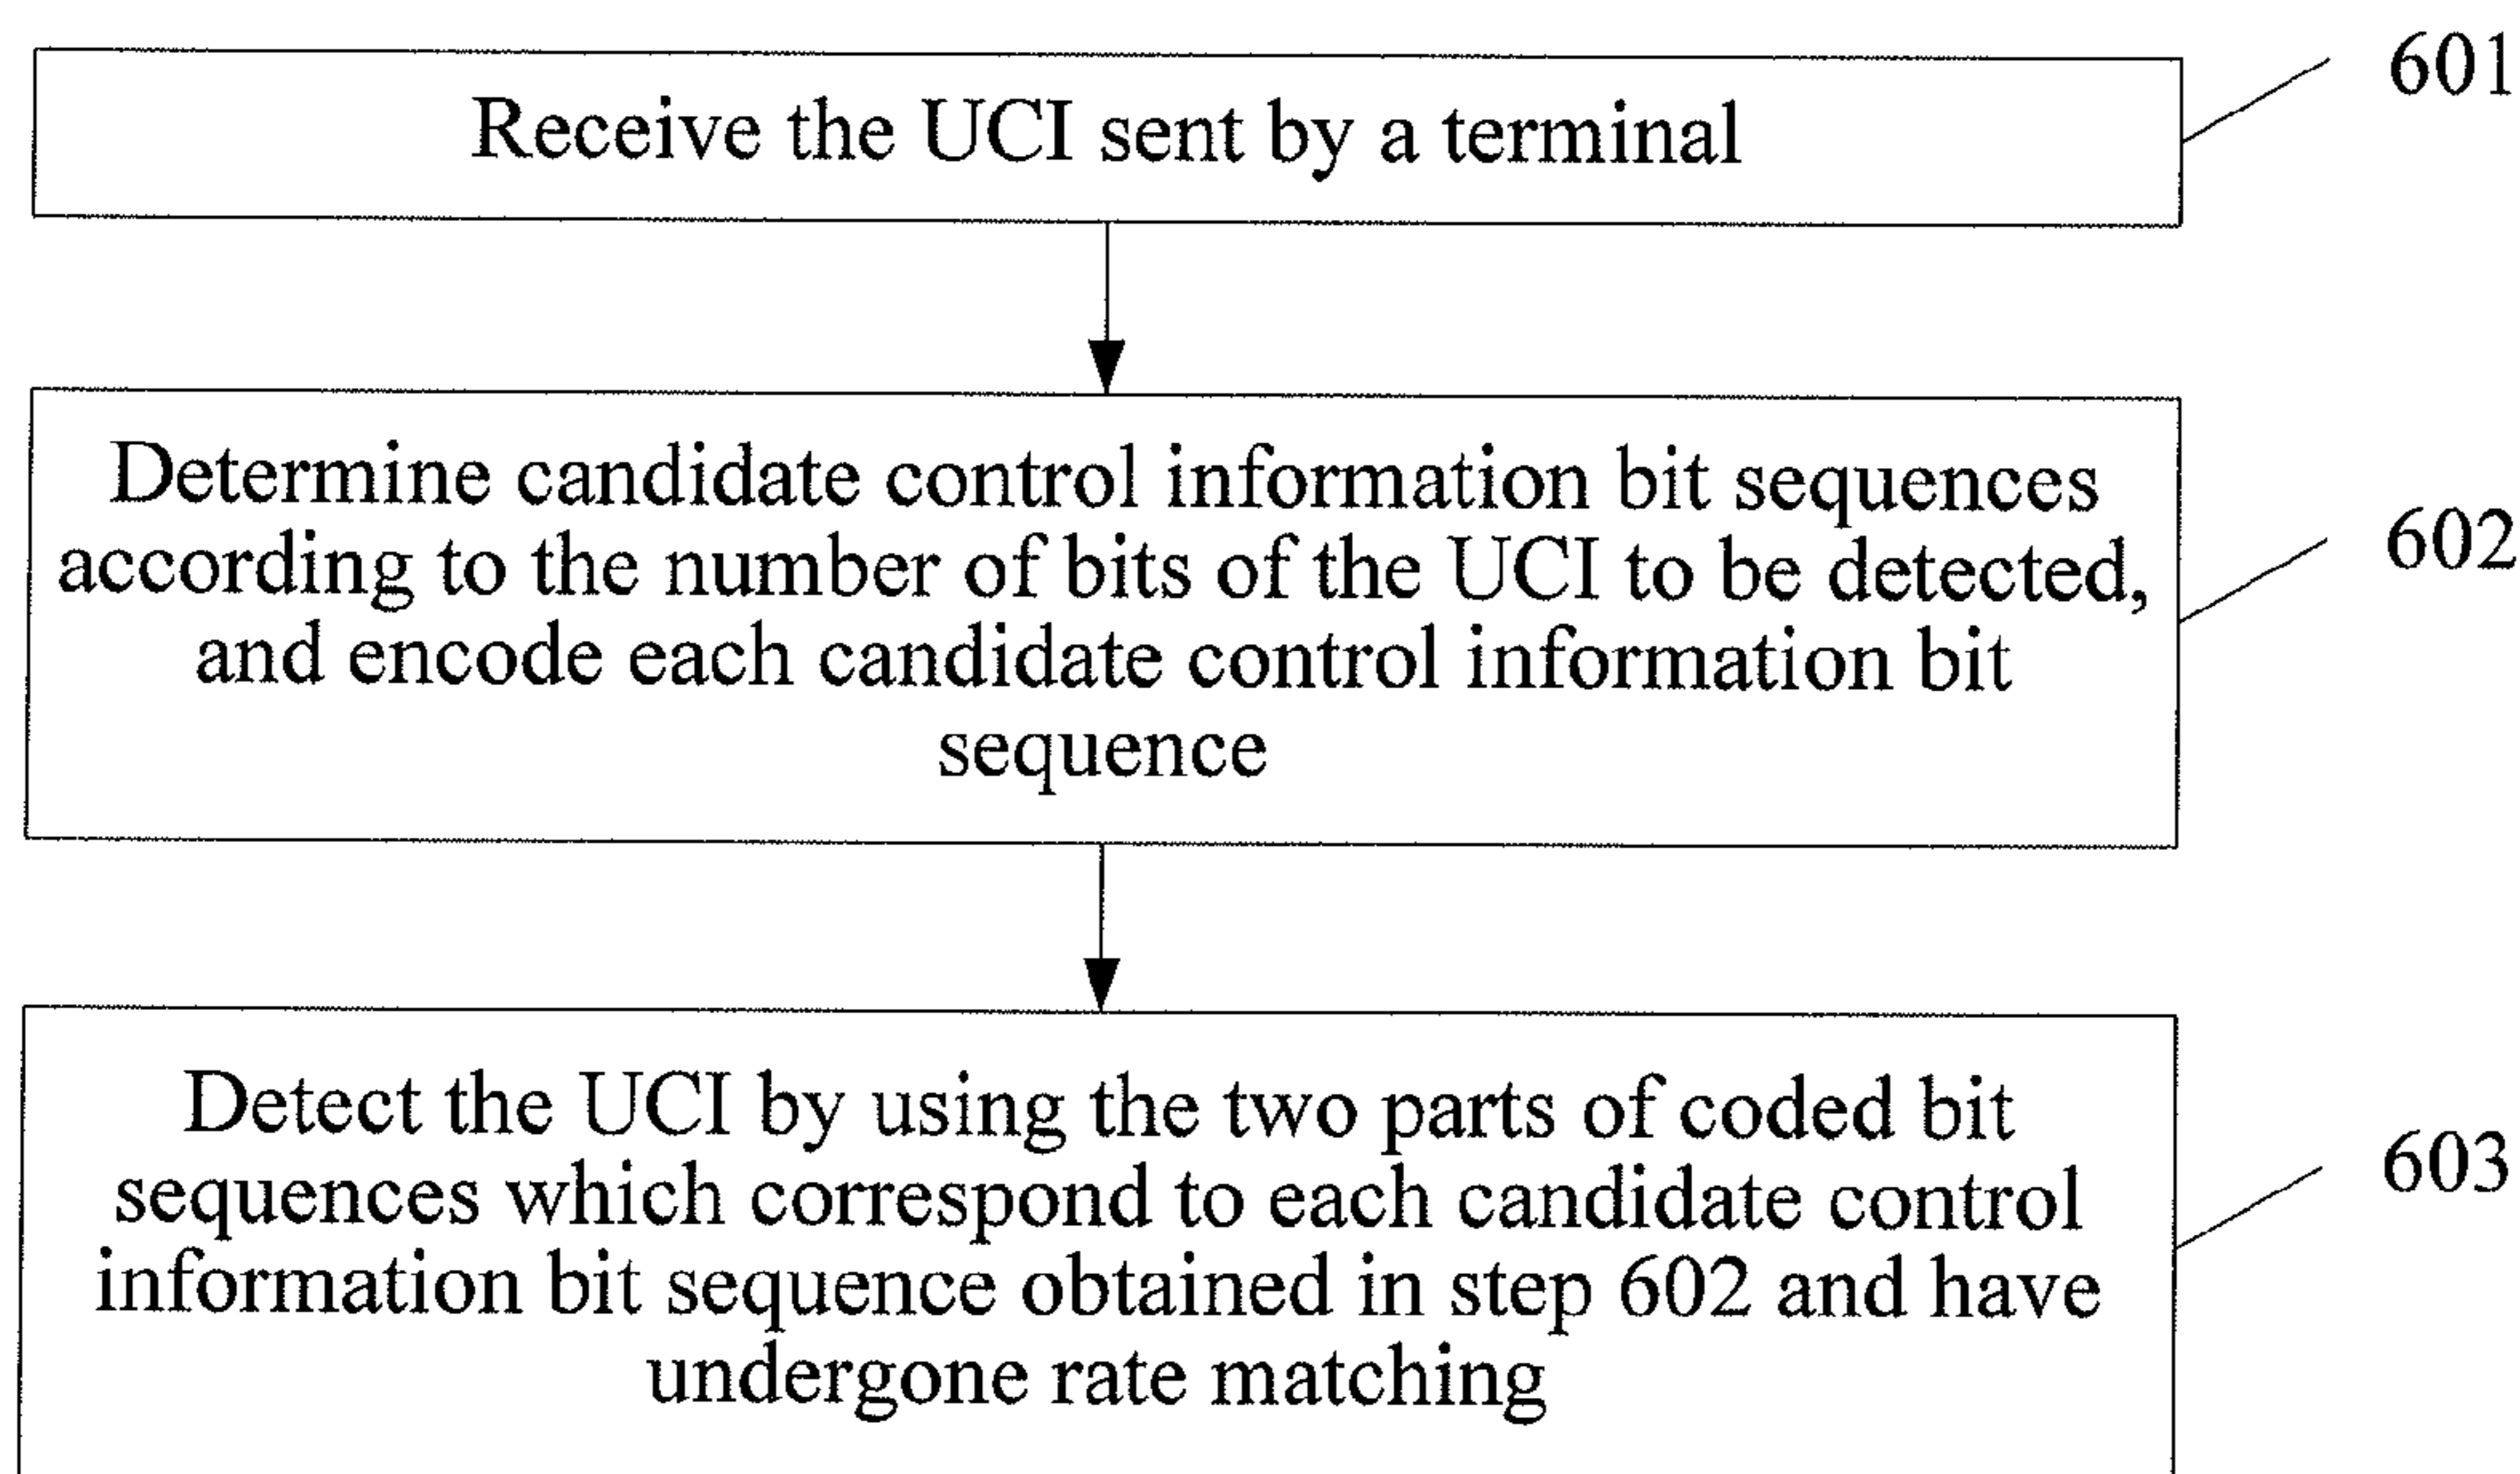 Receive the UCI sent by a terminal
601
Determine candidate control information bit sequences
according to the number of bits of the UCI to be detected,
and encode each candidate control information bit
sequence
602
Detect the UCI by using the two parts of coded bit
sequences which correspond to each candidate control
information bit sequence obtained in step 602 and have
undergone rate matching
603